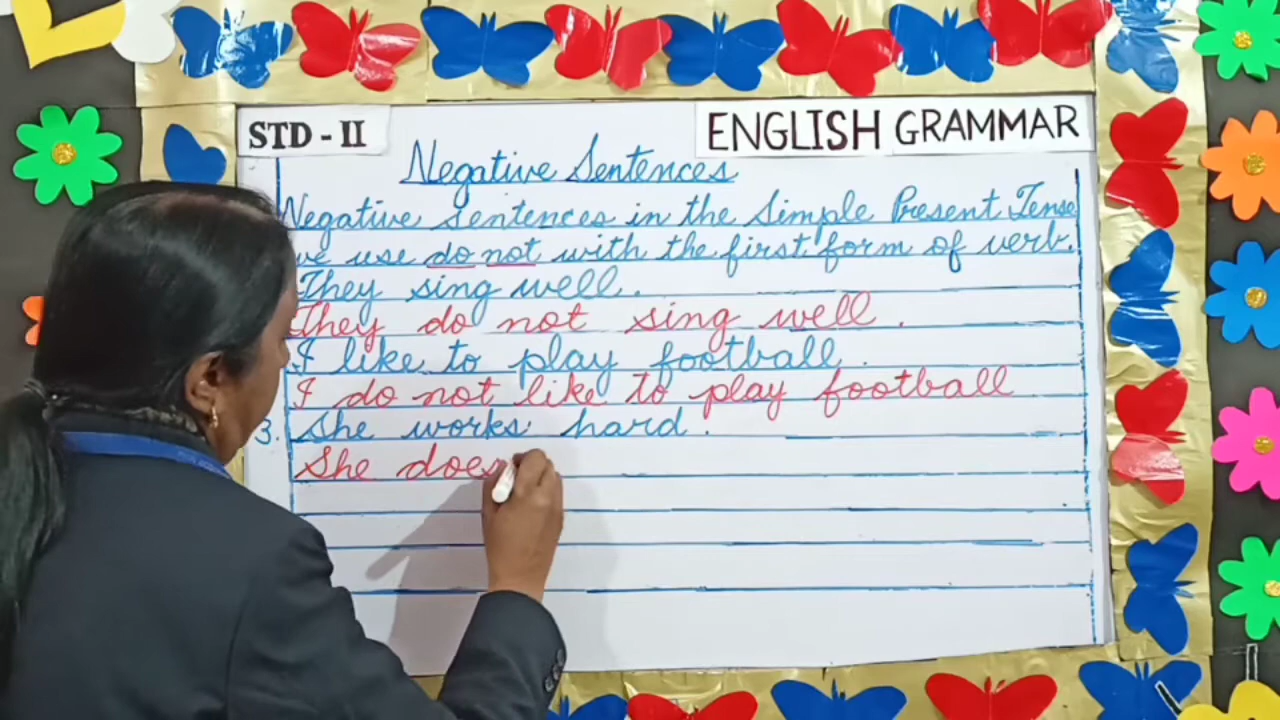 STD - II
ENGLISH GRAMMAR
Negative Sentences
Negative sentences in the Simple Present Tense
we use do not with the first form of verb.
They sing well.
They do not sing well.
I like to play football.
I do not like to play football
3. She works hard.
She does